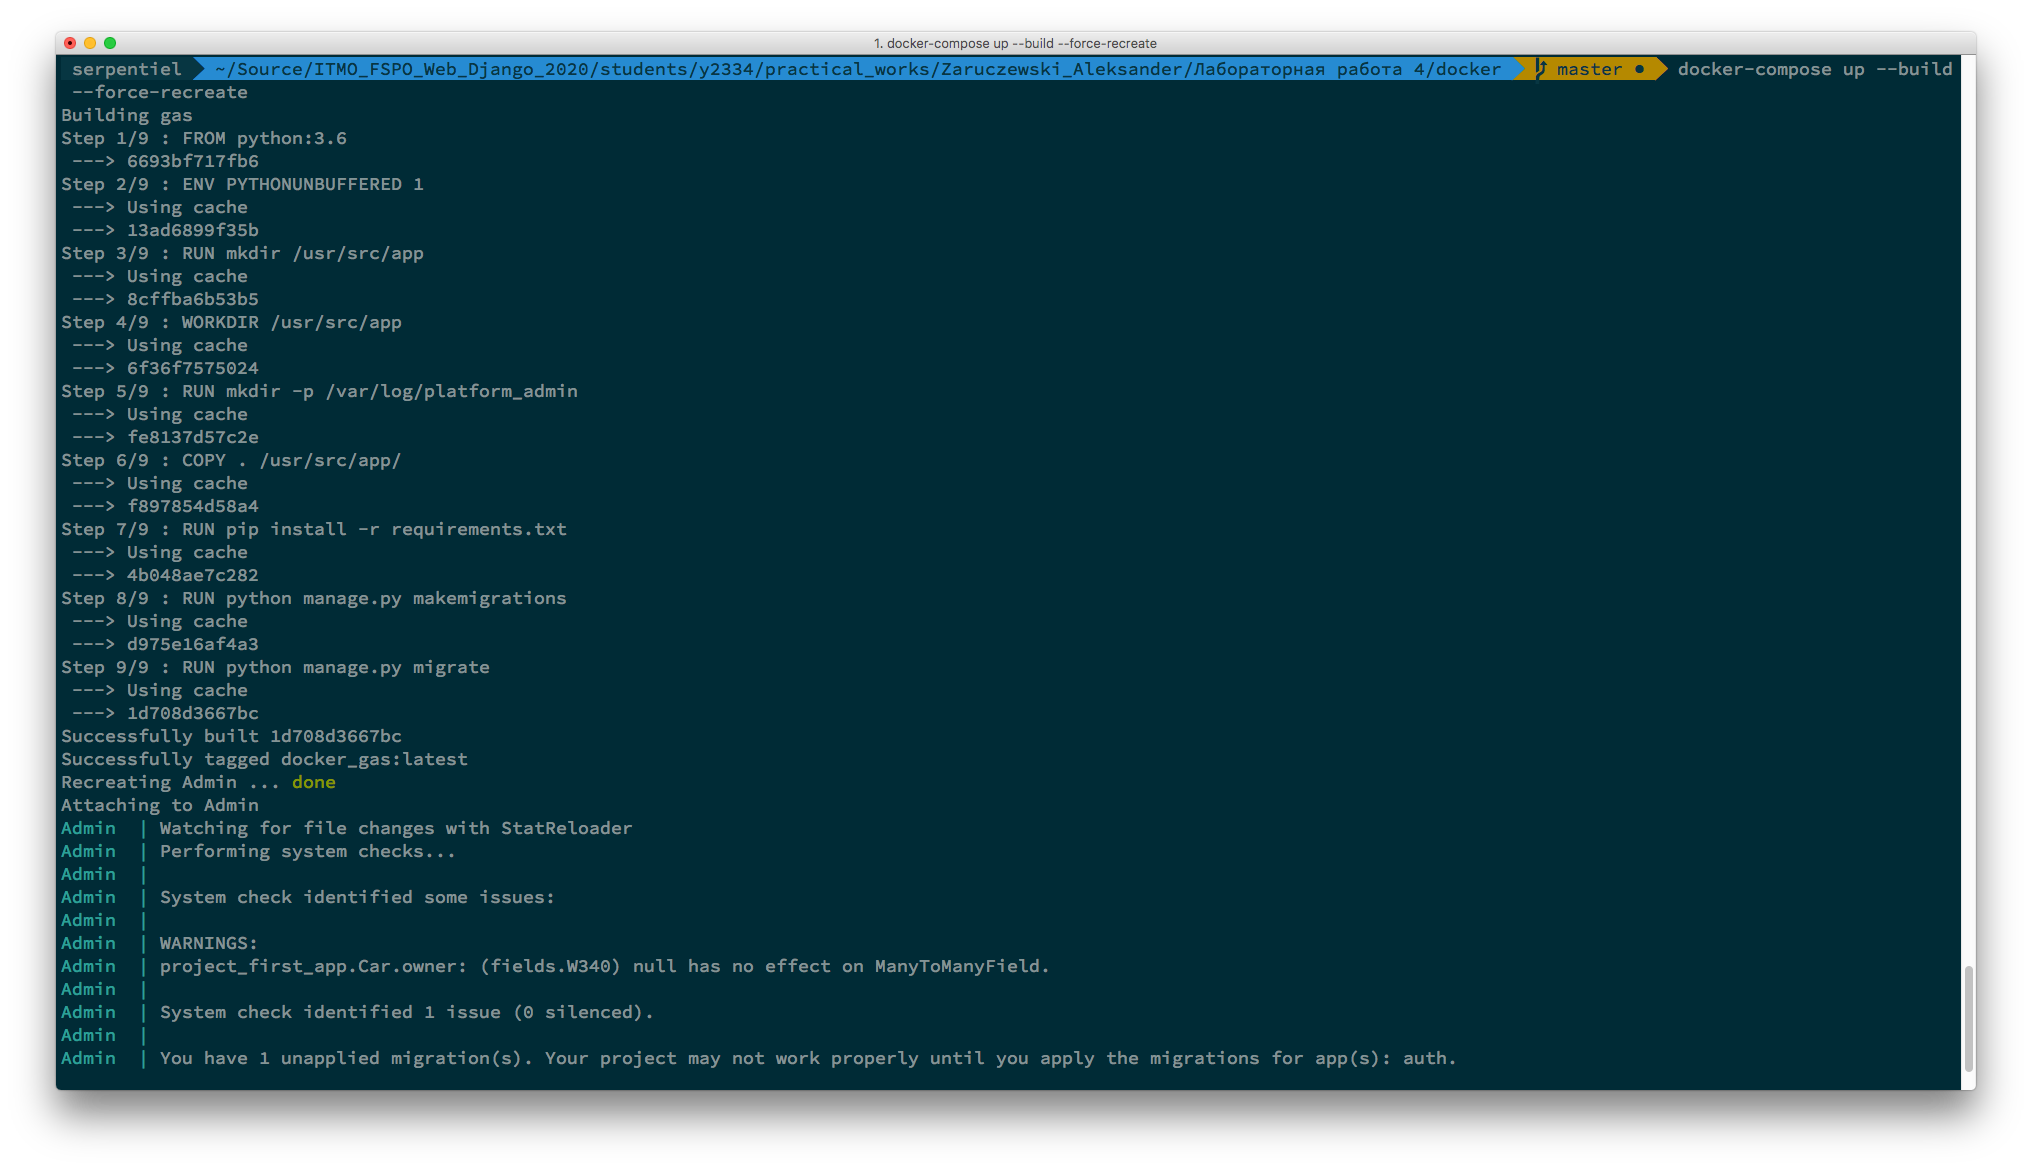 1. docker-compose up --build --force-recreate
serpentiel ~/Source/ITMO_FSPO_Web_Django_2020/students/y2334/practical_works/Zaruczewski_Aleksander/Лабораторная работа 4/docker master ● docker-compose up --build
--force-recreate
Building gas
Step 1/9 : FROM python:3.6
---> 6693bf717fb6
Step 2/9 : ENV PYTHONUNBUFFERED 1
---> Using cache
---> 13ad6899f35b
Step 3/9 : RUN mkdir /usr/src/app
---> Using cache
---> 8cffba6b53b5
Step 4/9 : WORKDIR /usr/src/app
---> Using cache
---> 6f36f7575024
Step 5/9 : RUN mkdir -p /var/log/platform_admin
---> Using cache
---> fe8137d57c2e
Step 6/9 : COPY . /usr/src/app/
---> Using cache
---> f897854d58a4
Step 7/9 : RUN pip install -r requirements.txt
---> Using cache
---> 4b048ae7c282
Step 8/9 : RUN python manage.py makemigrations
---> Using cache
---> d975e16af4a3
Step 9/9 : RUN python manage.py migrate
---> Using cache
---> 1d708d3667bc
Successfully built 1d708d3667bc
Successfully tagged docker_gas:latest
Recreating Admin ... done
Attaching to Admin
Admin | Watching for file changes with StatReloader
Admin | Performing system checks...
Admin |
Admin | System check identified some issues:
Admin |
Admin | WARNINGS:
Admin | project_first_app.Car.owner: (fields.W340) null has no effect on ManyToManyField.
Admin |
Admin | System check identified 1 issue (0 silenced).
Admin |
Admin | You have 1 unapplied migration(s). Your project may not work properly until you apply the migrations for app(s): auth.